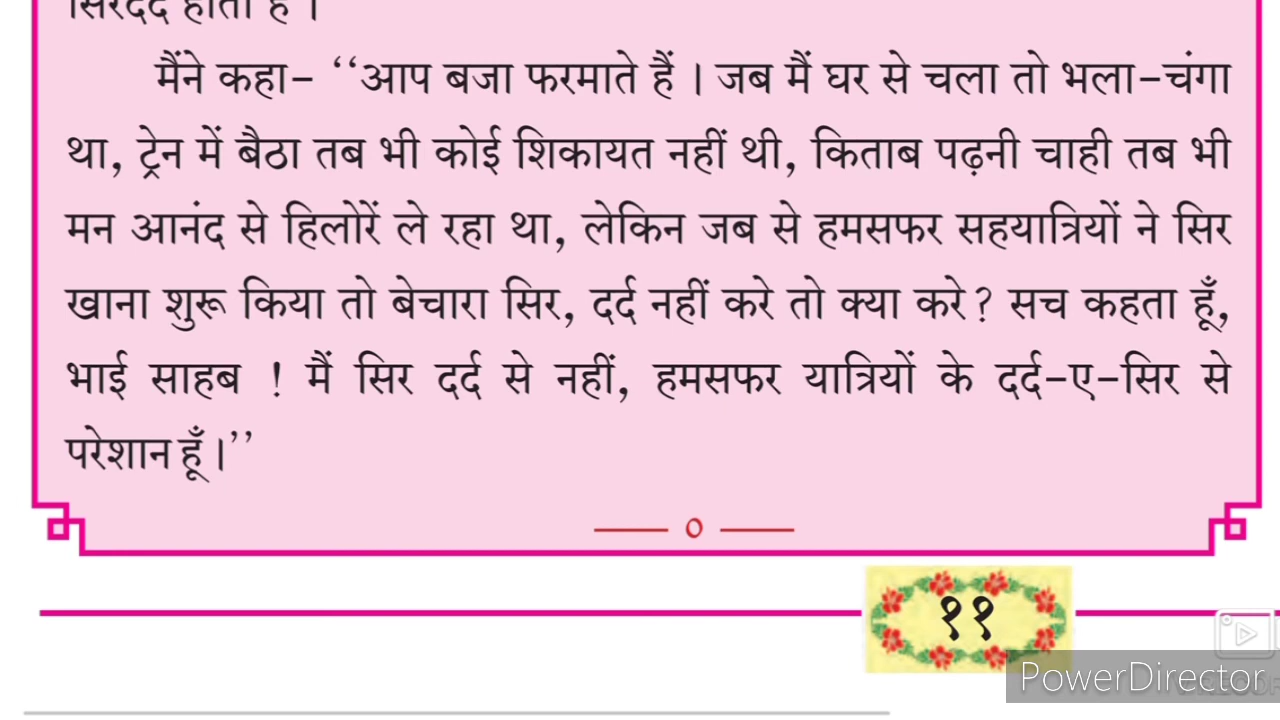 सिरदर्द होता है ।
मैंने कहा– ‘‘आप बजा फरमाते हैं । जब मैं घर से चला तो भला–चंगा
था, ट्रेन में बैठा तब भी कोई शिकायत नहीं थी, किताब पढ़नी चाही तब भी
मन आनंद से हिलोरें ले रहा था, लेकिन जब से हमसफर सहयात्रियों ने सिर
खाना शुरू किया तो बेचारा सिर, दर्द नहीं करे तो क्या करे? सच कहता हूँ,
भाई साहब ! मैं सिर दर्द से नहीं, हमसफर यात्रियों के दर्द–ए–सिर से
परेशान हूँ ।’’
०
११
PowerDirector